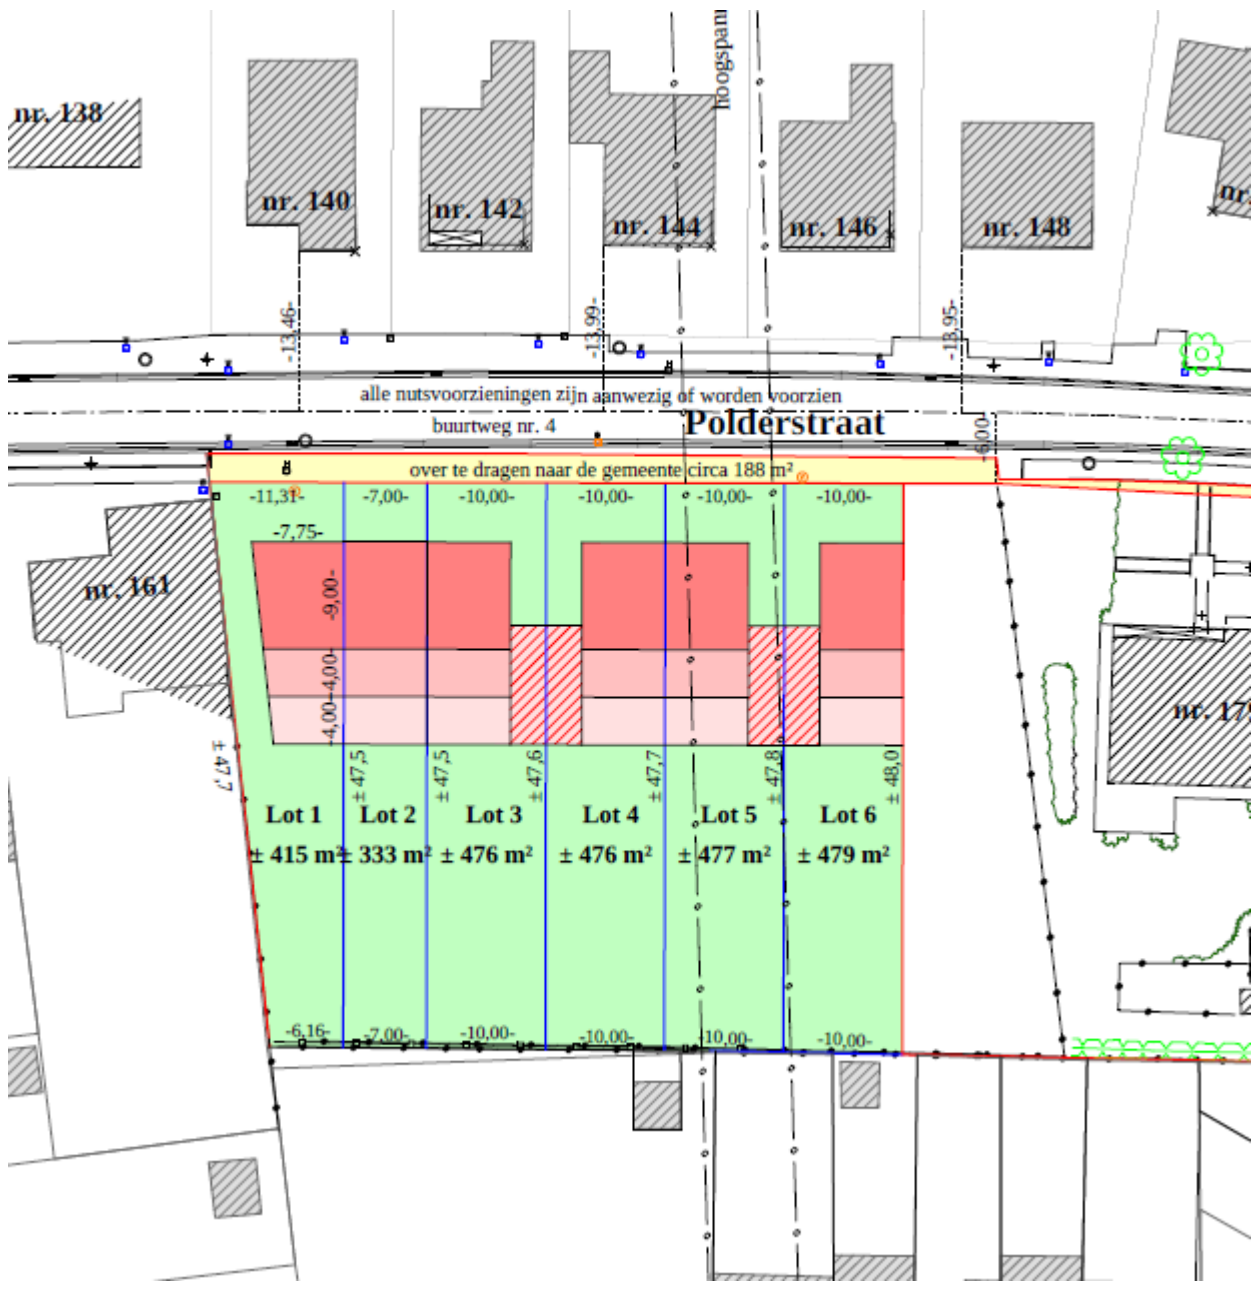 hoogspan
nr. 138
nr. 140
nr. 142
nr. 144
nr. 146
nr. 148
nr.
-13,46-
-13,99-
-13,95-
alle nutsvoorzieningen zijn aanwezig of worden voorzien
buurtweg nr. 4
Polderstraat
-6,00-
over te dragen naar de gemeente circa 188 m²
-11,31-
-7,00-
-10,00-
-10,00-
-10,00-
-10,00-
-7,75-
nr. 161
-9,00-
-4,00-
-4,00-
nr. 179
± 47,7
± 47,5
± 47,5
± 47,6
± 47,7
± 47,8
± 48,0
Lot 1
Lot 2
Lot 3
Lot 4
Lot 5
Lot 6
± 415 m²
± 333 m²
± 476 m²
± 476 m²
± 477 m²
± 479 m²
-6,16-
-7,00-
-10,00-
-10,00-
-10,00-
-10,00-